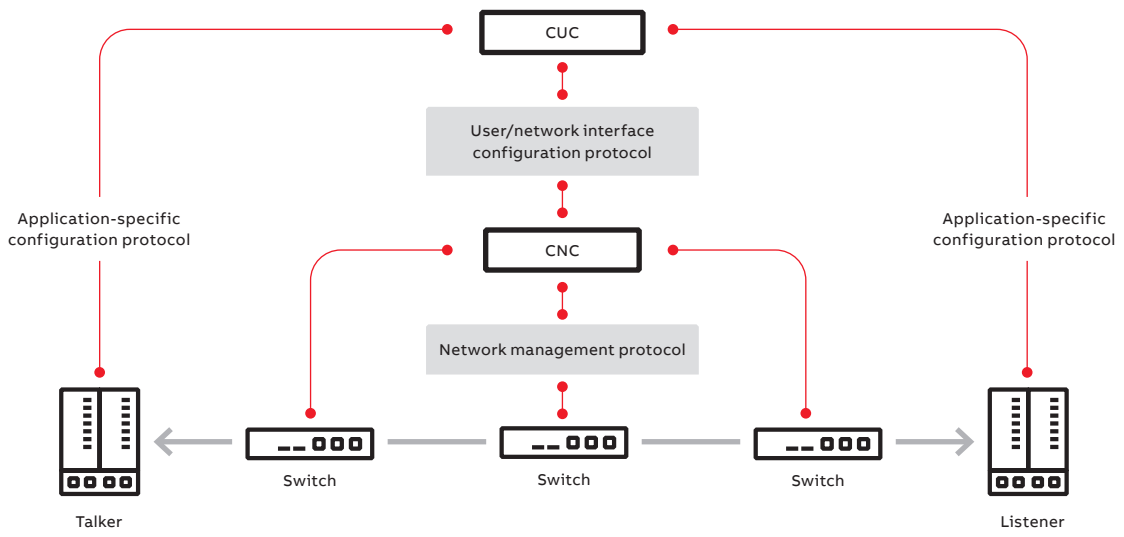 CUC
User/network interface
configuration protocol
Application-specific
configuration protocol
Application-specific
configuration protocol
CNC
Network management protocol
Switch
Switch
Switch
Talker
Listener